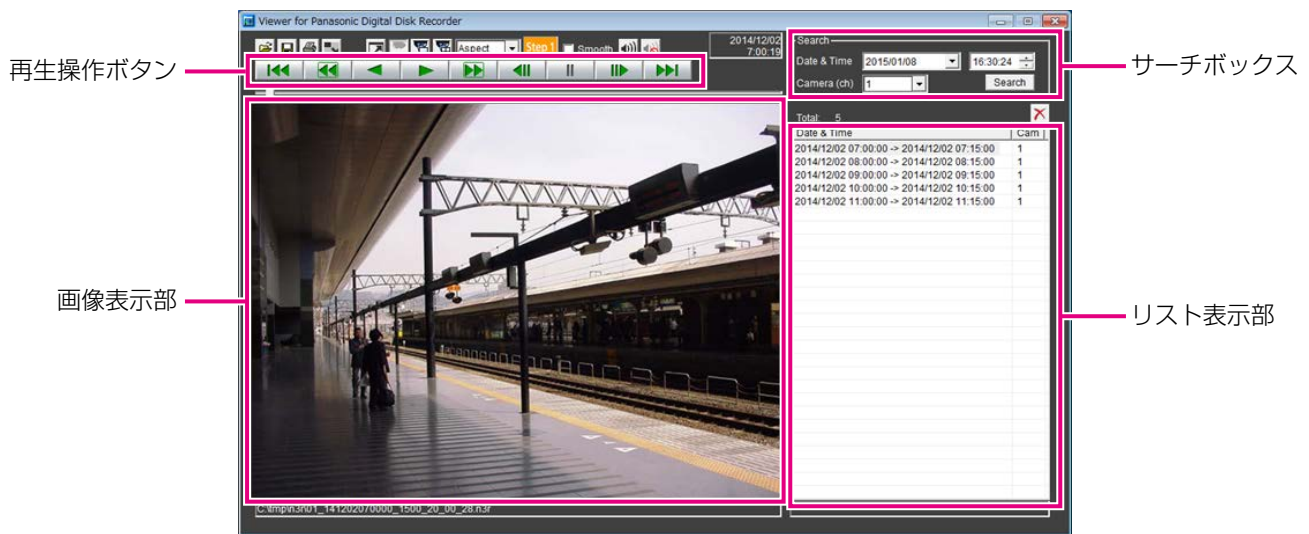 Viewer for Panasonic Digital Disk Recorder
Aspect
Step 1
Smooth
2014/12/02
7:00:19
Search
Date & Time 2015/01/08 16:30:24
Camera (ch) 1 Search
再生操作ボタン
サーチボックス
Total: 5
Date & Time Cam
2014/12/02 07:00:00 -> 2014/12/02 07:15:00 1
2014/12/02 08:00:00 -> 2014/12/02 08:15:00 1
2014/12/02 09:00:00 -> 2014/12/02 09:15:00 1
2014/12/02 10:00:00 -> 2014/12/02 10:15:00 1
2014/12/02 11:00:00 -> 2014/12/02 11:15:00 1
画像表示部
リスト表示部
C:\tmp\n3r\01_141202070000_1500_20_00_28.n3r